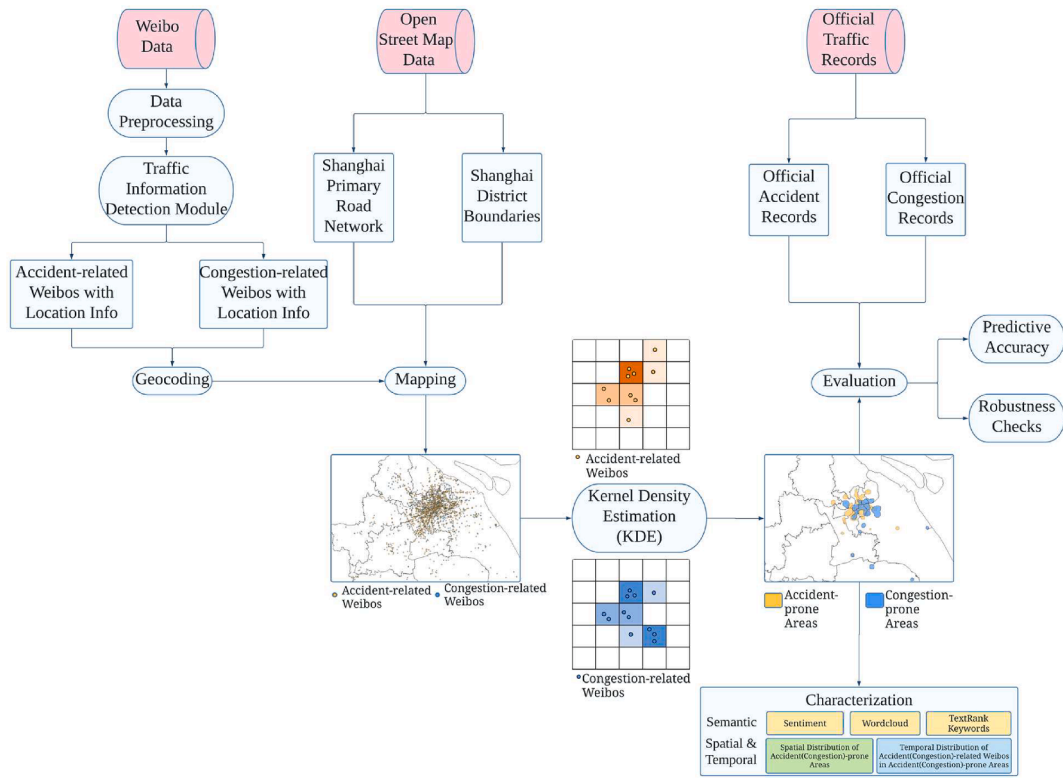 Weibo
Data
Open
Street Map
Data
Official
Traffic
Records
Data
Preprocessing
Traffic
Information
Detection Module
Shanghai
Primary
Road
Network
Shanghai
District
Boundaries
Official
Accident
Records
Official
Congestion
Records
Accident-related
Weibos with
Location Info
Congestion-related
Weibos with
Location Info
Geocoding
Mapping
Evaluation
Predictive
Accuracy
Robustness
Checks
Accident-related
Weibos
Kernel Density
Estimation
(KDE)
Accident-related
Weibos
Congestion-related
Weibos
Congestion-related
Weibos
Accident-
prone
Areas
Congestion-
prone
Areas
Characterization
Semantic
Sentiment
Wordcloud
TextRank
Keywords
Spatial &
Temporal
Spatial Distribution of
Accident(Congestion)-prone
Areas
Temporal Distribution of
Accident(Congestion)-related Weibos
in Accident(Congestion)-prone Areas